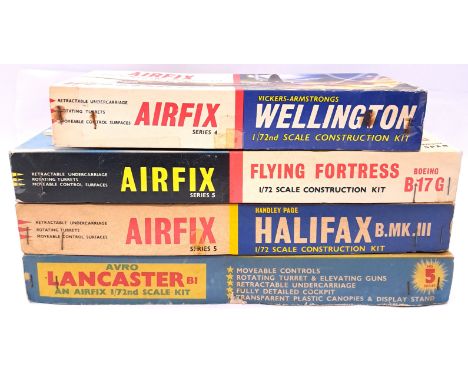 RETRACTABLE UNDERCARRIAGE
ROTATING TURRETS
MOVEABLE CONTROL SURFACES
AIRFIX
SERIES 4
VICKERS-ARMSTRONGS
WELLINGTON
1/72nd SCALE CONSTRUCTION KIT
RETRACTABLE UNDERCARRIAGE
ROTATING TURRETS
MOVEABLE CONTROL SURFACES
AIRFIX
SERIES 5
FLYING FORTRESS
1/72 SCALE CONSTRUCTION KIT
BOEING
B-17G
RETRACTABLE UNDERCARRIAGE
ROTATING TURRETS
MOVEABLE CONTROL SURFACES
AIRFIX
SERIES 5
HANDLEY PAGE
HALIFAX B.MK.III
1/72 SCALE CONSTRUCTION KIT
AVRO
LANCASTER BI
AN AIRFIX 1/72nd SCALE KIT
MOVEABLE CONTROLS
ROTATING TURRET & ELEVATING GUNS
RETRACTABLE UNDERCARRIAGE
FULLY DETAILED COCKPIT
TRANSPARENT PLASTIC CANOPIES & DISPLAY STAND
5